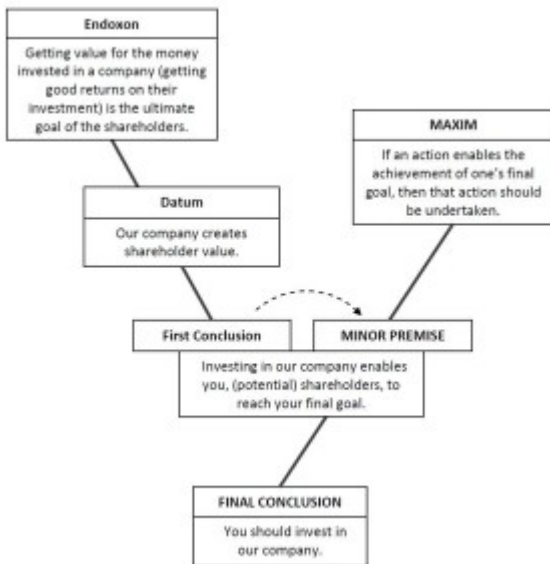 Endoxon
Getting value for the money
invested in a company (getting
good returns on their
investment) is the ultimate
goal of the shareholders.
MAXIM
If an action enables the
achievement of one's final
goal, then that action should
be undertaken.
Datum
Our company creates
shareholder value.
First Conclusion
MINOR PREMISE
Investing in our company enables
you, (potential) shareholders, to
reach your final goal.
FINAL CONCLUSION
You should invest in
our company.